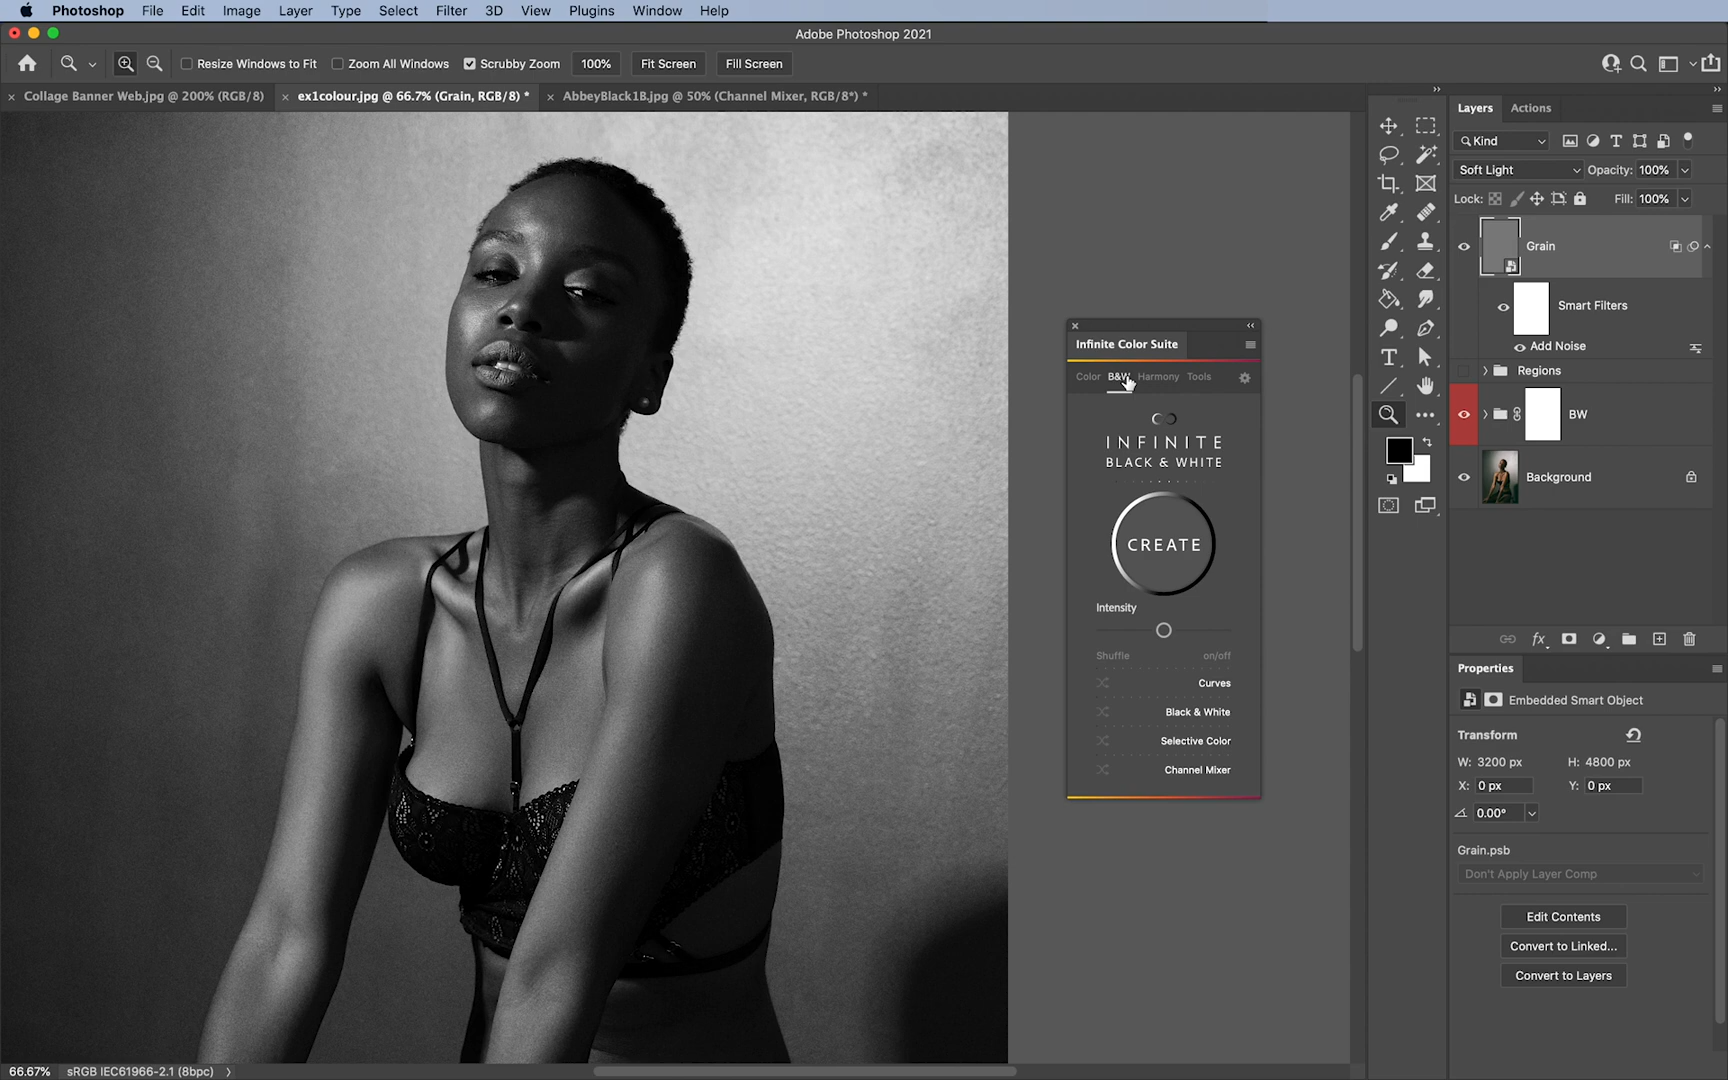 Photoshop File Edit Image Layer Type Select Filter 3D View Plugins Window Help
Adobe Photoshop 2021
Resize Windows to Fit Zoom All Windows Scrubby Zoom 100% Fit Screen Fill Screen
Collage Banner Web.jpg @ 200% (RGB/8) ex1colour.jpg @ 66.7% (Grain, RGB/8) * AbbeyBlack1B.jpg @ 50% (Channel Mixer, RGB/8*) *
Layers Actions
Kind
Soft Light Opacity: 100%
Lock: Fill: 100%
Grain
Smart Filters
Add Noise
Regions
BW
Background
Infinite Color Suite
Color B&W Harmony Tools
INFINITE
BLACK & WHITE
CREATE
Intensity
Shuffle on/off
Curves
Black & White
Selective Color
Channel Mixer
fx
Properties
Embedded Smart Object
Transform
W: 3200 px H: 4800 px
X: 0 px Y: 0 px
0.00°
Grain.psb
Don't Apply Layer Comp
Edit Contents
Convert to Linked...
Convert to Layers
66.67% sRGB IEC61966-2.1 (8bpc)